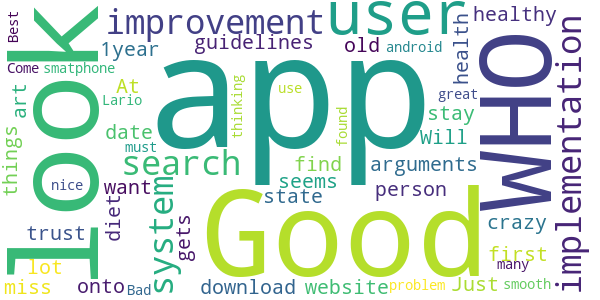 Best
look
improvement
user
healthy
1year
guidelines
old
android
health
WHO
implementation
Come
smatphone
app
great
At
Lario
thinking
use
stay
things
art
date
must
found
Will
search
find
arguments
want
seems
person
diet
system
state
Good
crazy
nice
trust
gets
first
lot
many
miss
onto
Bad
download
website
problem
Just
smooth